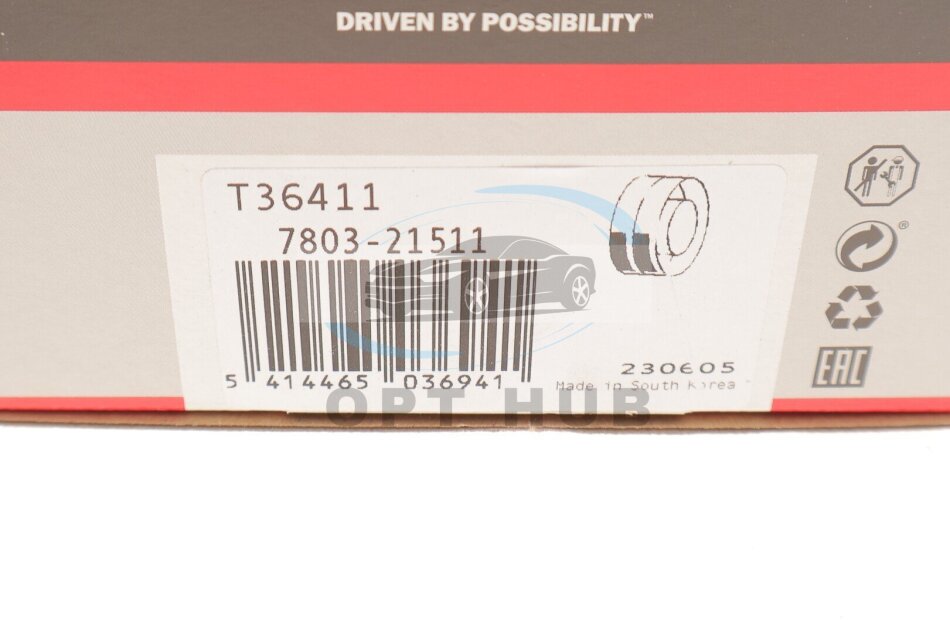 DRIVEN BY POSSIBILITY™
T36411
7803-21511
5 414465 036941
230605
Made in South Korea
®
EAC
OPT HUB